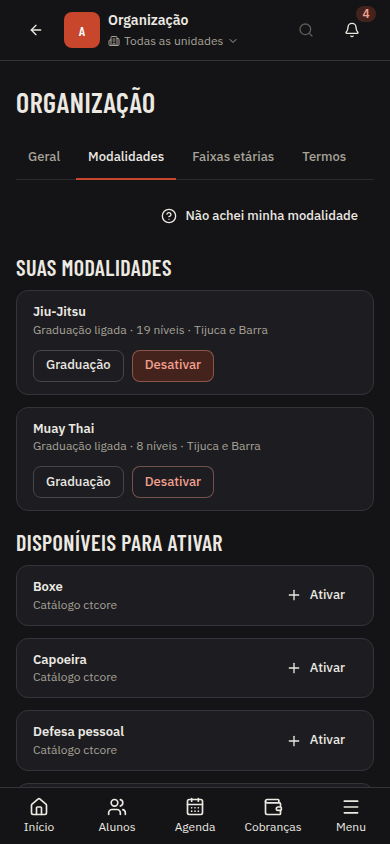 A
Organização
Todas as unidades
4
ORGANIZAÇÃO
Geral
Modalidades
Faixas etárias
Termos
Não achei minha modalidade
SUAS MODALIDADES
Jiu-Jitsu
Graduação ligada · 19 níveis · Tijuca e Barra
Graduação
Desativar
Muay Thai
Graduação ligada · 8 níveis · Tijuca e Barra
Graduação
Desativar
DISPONÍVEIS PARA ATIVAR
Boxe
Catálogo ctcore
Ativar
Capoeira
Catálogo ctcore
Ativar
Defesa pessoal
Catálogo ctcore
Ativar
Início
Alunos
Agenda
Cobranças
Menu